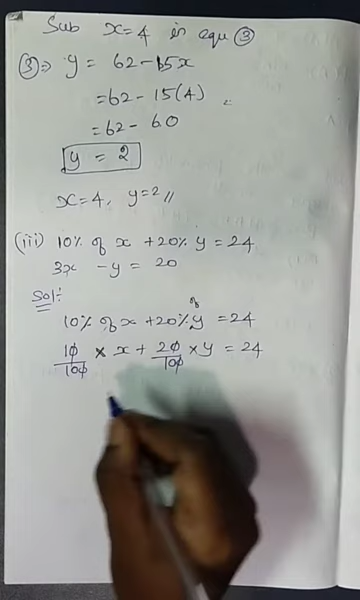 Sub x=4 in equ ③
③⇒ y = 62-15x
=62-15(4)
=62-60
y = 2
x=4, y=2//
(iii) 10% of x +20% y = 24
3x -y = 20
Sol:
10% of x+20% of y =24
10/100 × x + 20/100 × y = 24